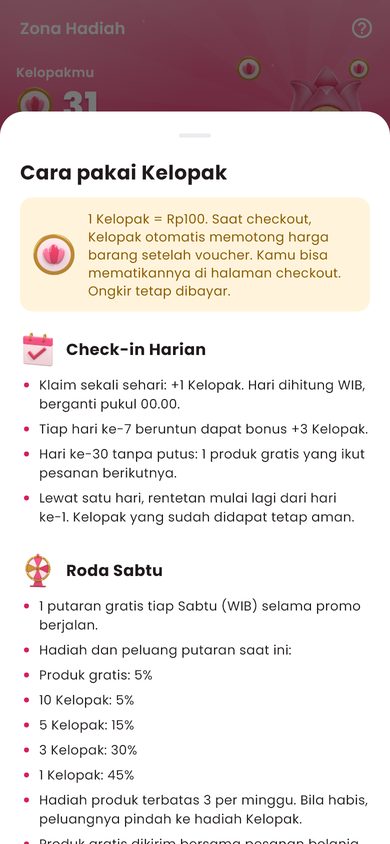 Zona Hadiah
Kelopakmu
31
Cara pakai Kelopak
1 Kelopak = Rp100. Saat checkout,
Kelopak otomatis memotong harga
barang setelah voucher. Kamu bisa
mematikannya di halaman checkout.
Ongkir tetap dibayar.
Check-in Harian
• Klaim sekali sehari: +1 Kelopak. Hari dihitung WIB,
berganti pukul 00.00.
• Tiap hari ke-7 beruntun dapat bonus +3 Kelopak.
• Hari ke-30 tanpa putus: 1 produk gratis yang ikut
pesanan berikutnya.
• Lewat satu hari, rentetan mulai lagi dari hari
ke-1. Kelopak yang sudah didapat tetap aman.
Roda Sabtu
• 1 putaran gratis tiap Sabtu (WIB) selama promo
berjalan.
• Hadiah dan peluang putaran saat ini:
• Produk gratis: 5%
• 10 Kelopak: 5%
• 5 Kelopak: 15%
• 3 Kelopak: 30%
• 1 Kelopak: 45%
• Hadiah produk terbatas 3 per minggu. Bila habis,
peluangnya pindah ke hadiah Kelopak.
• Produk gratis dikirim bersama pesanan belanja